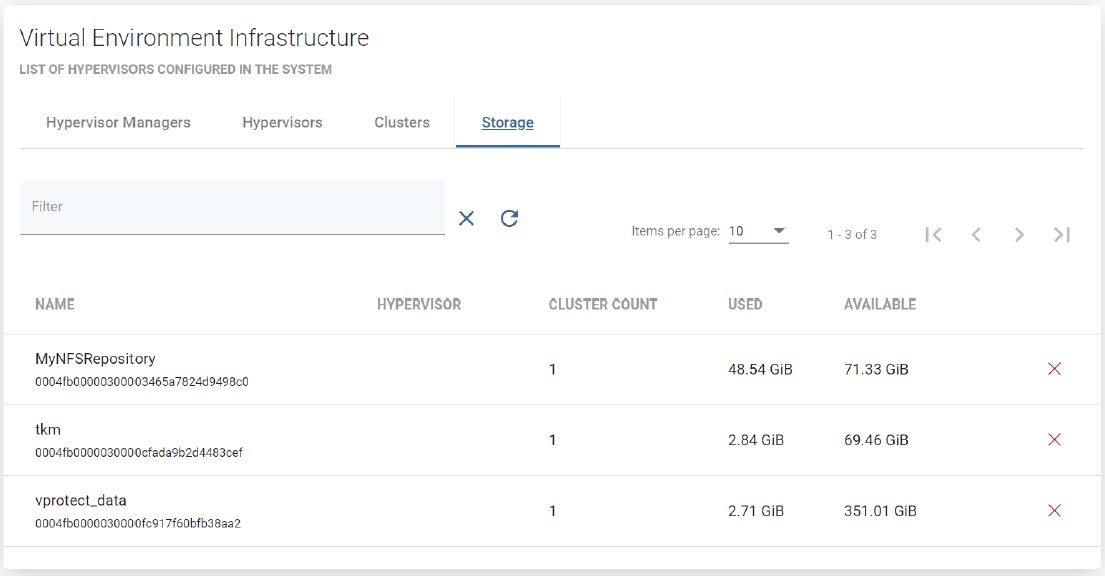 Virtual Environment Infrastructure
LIST OF HYPERVISORS CONFIGURED IN THE SYSTEM
Hypervisor Managers Hypervisors Clusters Storage
Filter
Items per page: 10 1 - 3 of 3
NAME HYPERVISOR CLUSTER COUNT USED AVAILABLE
MyNFSRepository
0004fb00000300003465a7824d9498c0
1 48.54 GiB 71.33 GiB
tkm
0004fb0000030000cfada9b2d4483cef
1 2.84 GiB 69.46 GiB
vprotect_data
0004fb0000030000fc917f60bfb38aa2
1 2.71 GiB 351.01 GiB